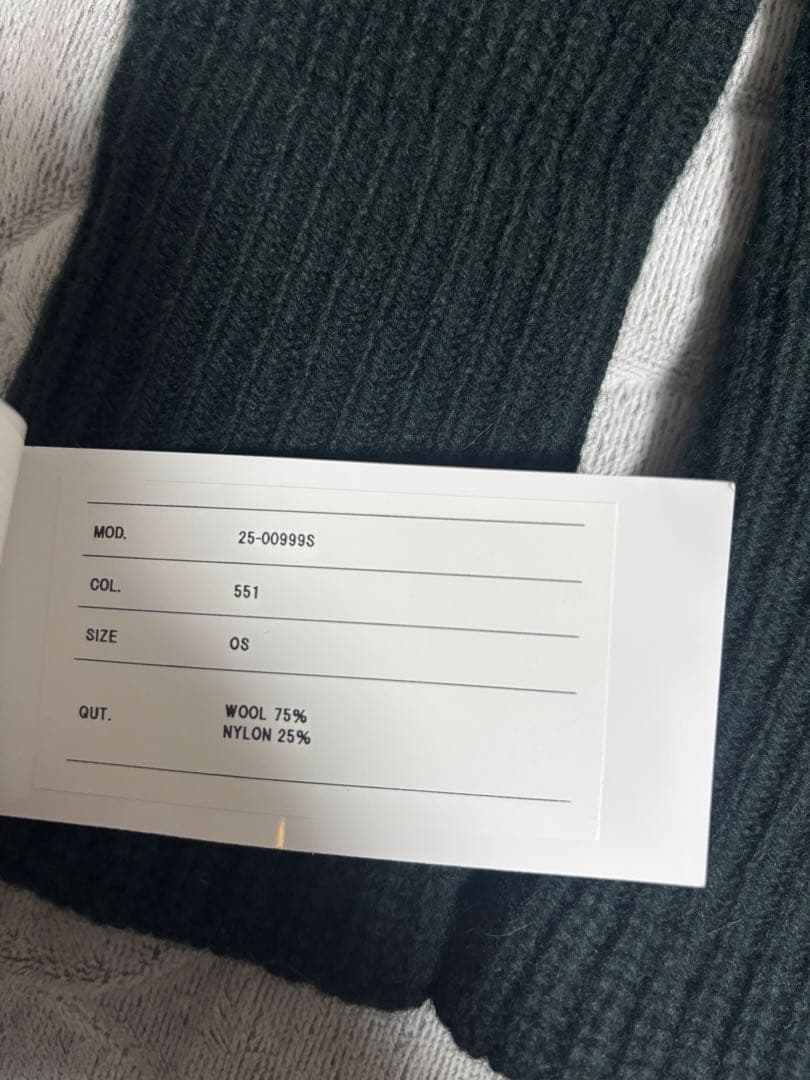 MOD. 25-00999S
COL. 551
SIZE OS
QUT. WOOL 75%
NYLON 25%